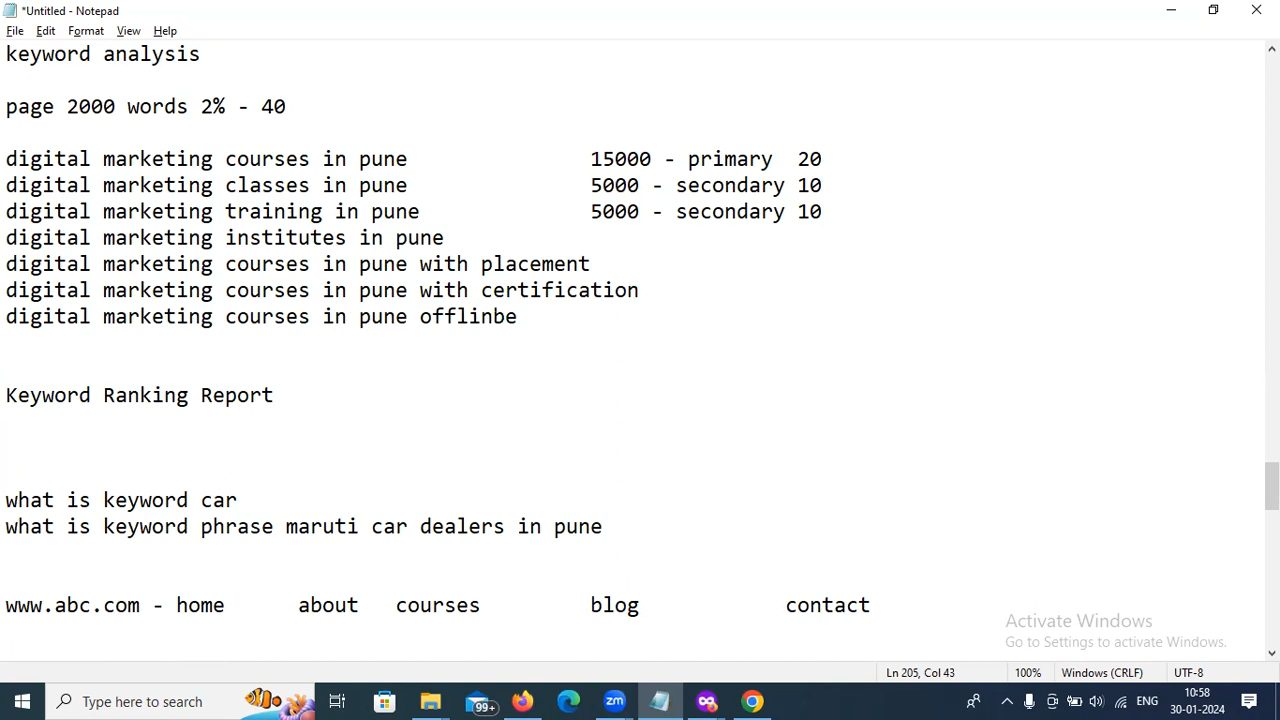 *Untitled - Notepad
File Edit Format View Help
keyword analysis
page 2000 words 2% - 40
digital marketing courses in pune 15000 - primary 20
digital marketing classes in pune 5000 - secondary 10
digital marketing training in pune 5000 - secondary 10
digital marketing institutes in pune
digital marketing courses in pune with placement
digital marketing courses in pune with certification
digital marketing courses in pune offlinbe
Keyword Ranking Report
what is keyword car
what is keyword phrase maruti car dealers in pune
www.abc.com - home about courses blog contact
Activate Windows
Go to Settings to activate Windows.
Ln 205, Col 43 100% Windows (CRLF) UTF-8
Type here to search 99+ zm ENG 10:58
30-01-2024